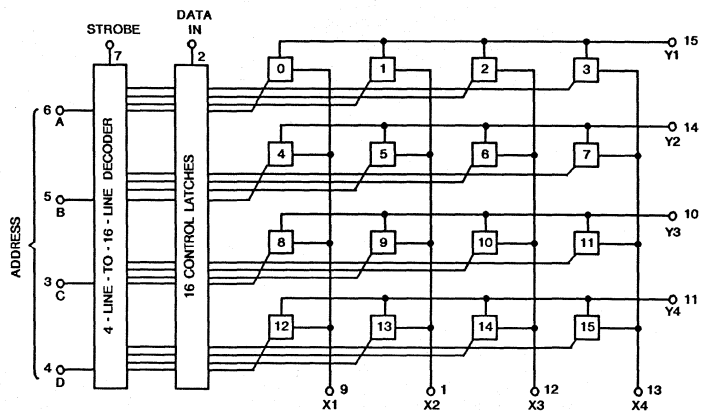 STROBE
7
DATA
IN
2
15
Y1
0
1
2
3
6
A
14
Y2
4
5
6
7
5
B
ADDRESS
4 - LINE - TO - 16 - LINE DECODER
16 CONTROL LATCHES
10
Y3
8
9
10
11
3
C
11
Y4
12
13
14
15
4
D
9
X1
1
X2
12
X3
13
X4